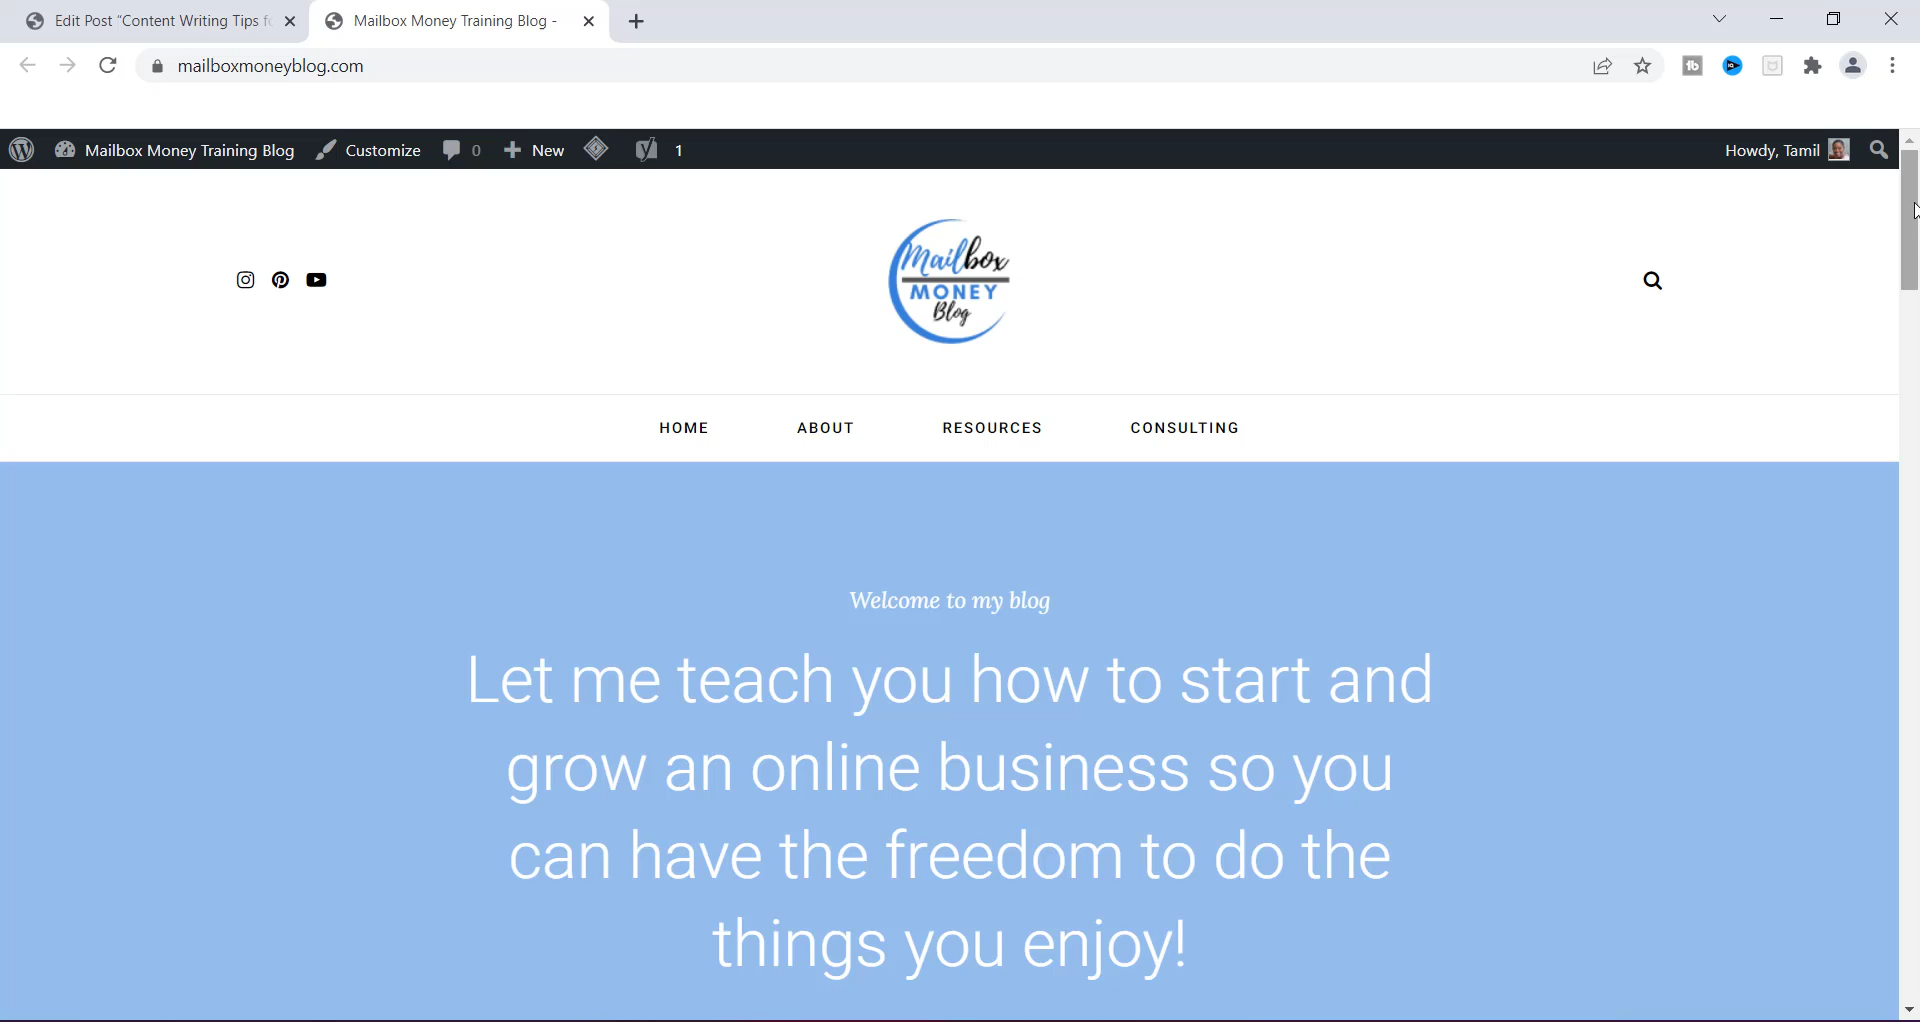 Edit Post "Content Writing Tips f
Mailbox Money Training Blog -
mailboxmoneyblog.com
Mailbox Money Training Blog
Customize
0
New
1
Howdy, Tamil
Mailbox
MONEY
Blog
HOME
ABOUT
RESOURCES
CONSULTING
Welcome to my blog
Let me teach you how to start and
grow an online business so you
can have the freedom to do the
things you enjoy!